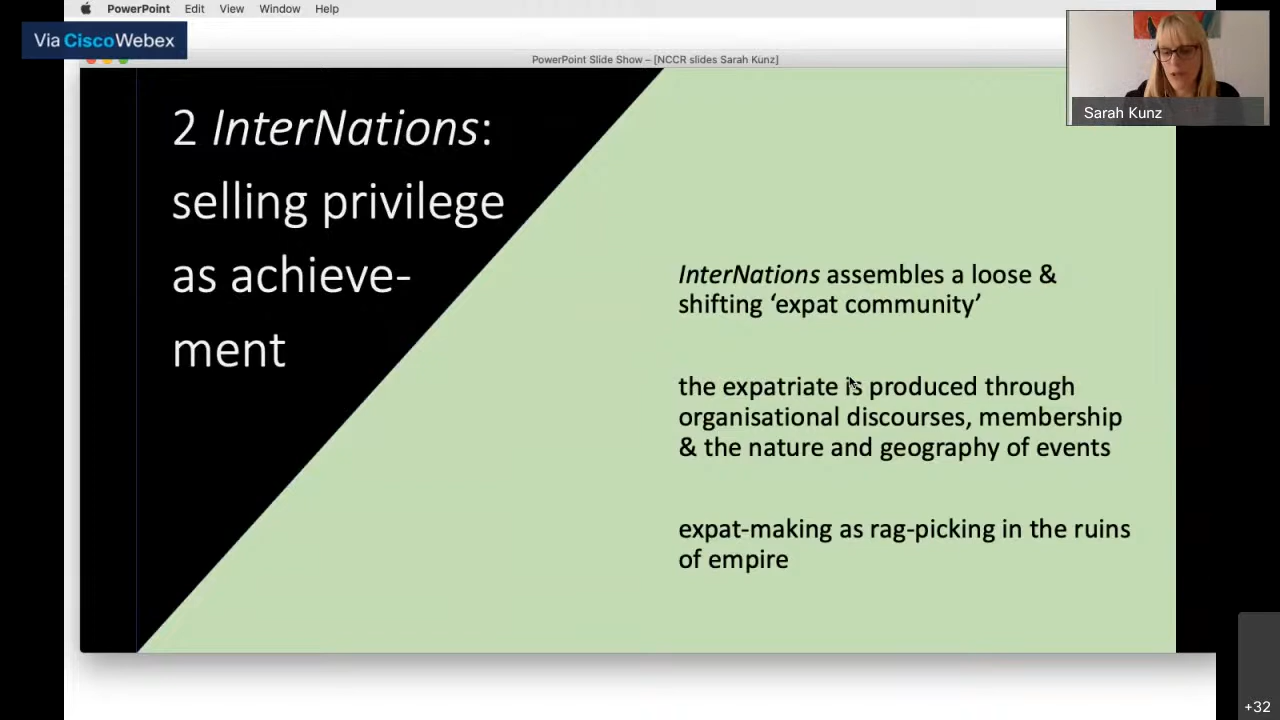 PowerPoint Edit View Window Help
Via CiscoWebex
PowerPoint Slide Show – [NCCR slides Sarah Kunz]
Sarah Kunz
2 InterNations:
selling privilege
as achieve-
ment
InterNations assembles a loose &
shifting ‘expat community’
the expatriate is produced through
organisational discourses, membership
& the nature and geography of events
expat-making as rag-picking in the ruins
of empire
+32